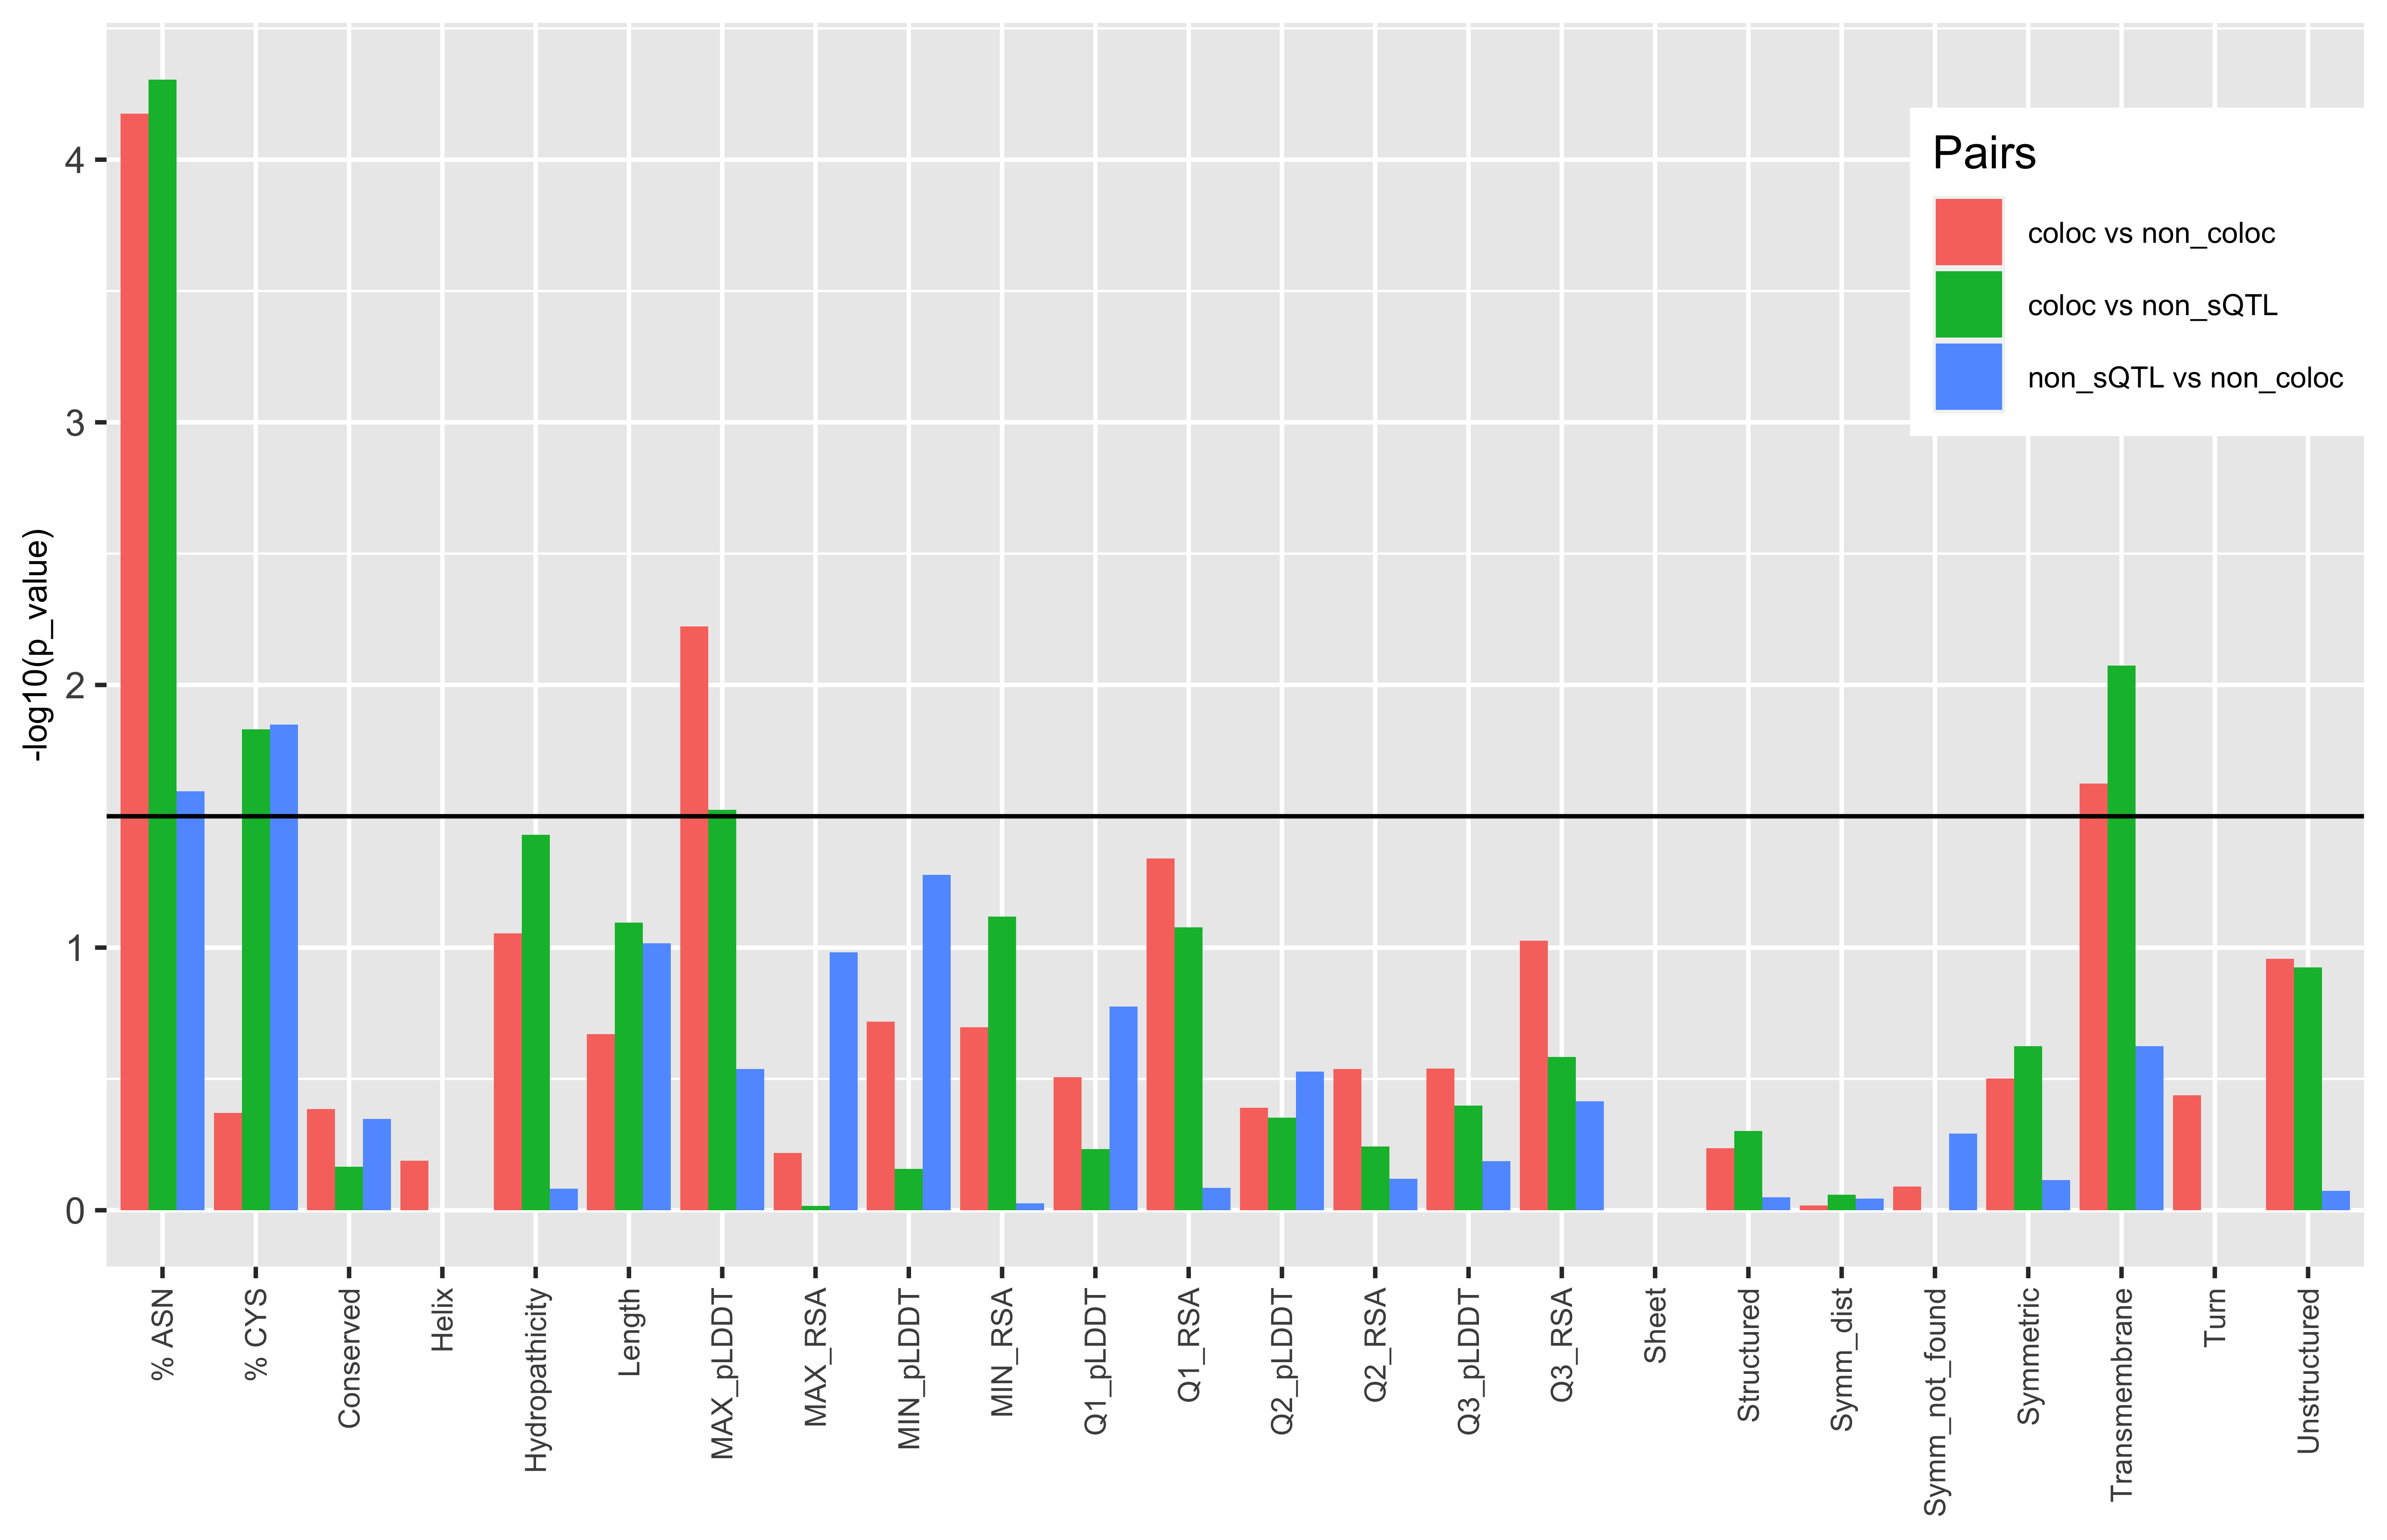 -log10(p_value)
4
3
2
1
0
Pairs
coloc vs non_coloc
coloc vs non_sQTL
non_sQTL vs non_coloc
% ASN
% CYS
Conserved
Helix
Hydropathicity
Length
MAX_pLDDT
MAX_RSA
MIN_pLDDT
MIN_RSA
Q1_pLDDT
Q1_RSA
Q2_pLDDT
Q2_RSA
Q3_pLDDT
Q3_RSA
Sheet
Structured
Symm_dist
Symm_not_found
Symmetric
Transmembrane
Turn
Unstructured